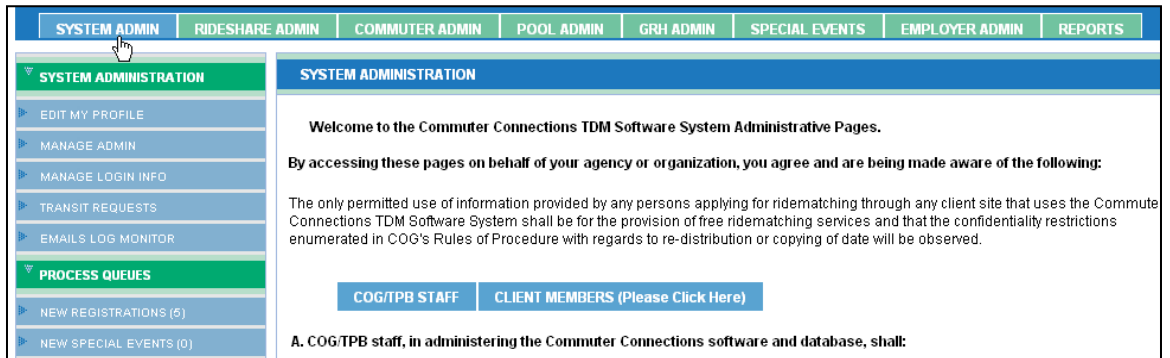 SYSTEM ADMIN RIDESHARE ADMIN COMMUTER ADMIN POOL ADMIN GRH ADMIN SPECIAL EVENTS EMPLOYER ADMIN REPORTS
SYSTEM ADMINISTRATION
EDIT MY PROFILE
MANAGE ADMIN
MANAGE LOGIN INFO
TRANSIT REQUESTS
EMAILS LOG MONITOR
PROCESS QUEUES
NEW REGISTRATIONS (5)
NEW SPECIAL EVENTS (0)
SYSTEM ADMINISTRATION
Welcome to the Commuter Connections TDM Software System Administrative Pages.
By accessing these pages on behalf of your agency or organization, you agree and are being made aware of the following:
The only permitted use of information provided by any persons applying for ridematching through any client site that uses the Commute
Connections TDM Software System shall be for the provision of free ridematching services and that the confidentiality restrictions
enumerated in COG's Rules of Procedure with regards to re-distribution or copying of date will be observed.
COG/TPB STAFF CLIENT MEMBERS (Please Click Here)
A. COG/TPB staff, in administering the Commuter Connections software and database, shall: